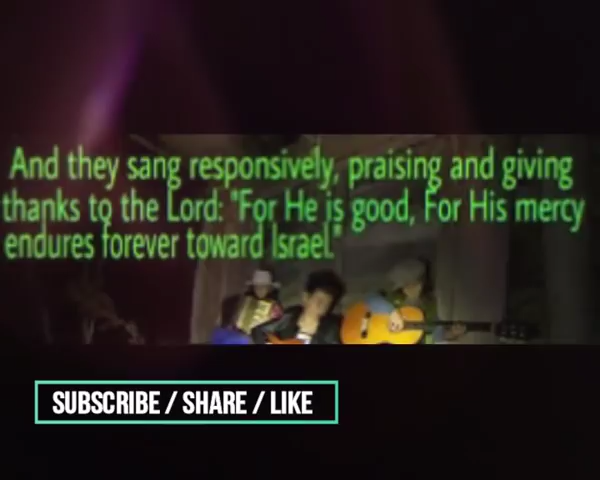 And they sang responsively, praising and giving
thanks to the Lord: "For He is good, For His mercy
endures forever toward Israel."
SUBSCRIBE / SHARE / LIKE